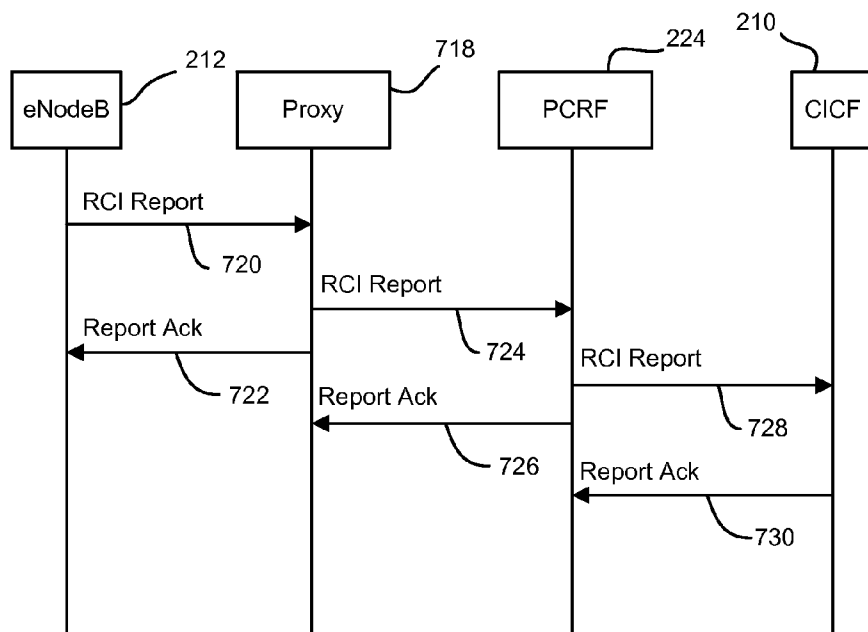 212
718
224
210
eNodeB
Proxy
PCRF
CICF
RCI Report
720
RCI Report
724
Report Ack
722
RCI Report
728
Report Ack
726
Report Ack
730